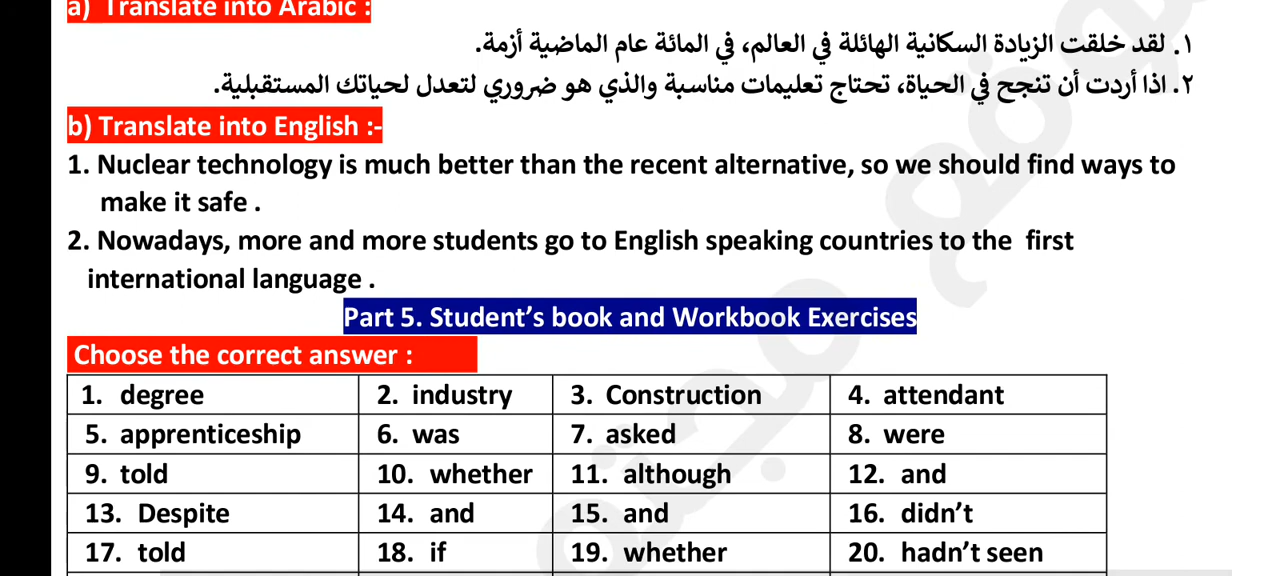 a) Translate into Arabic :
١. لقد خلقت الزيادة السكانية الهائلة في العالم، في المائة عام الماضية أزمة.
٢. اذا أردت أن تنجح في الحياة، تحتاج تعليمات مناسبة والذي هو ضروري لتعدل لحياتك المستقبلية.
b) Translate into English :-
1. Nuclear technology is much better than the recent alternative, so we should find ways to
make it safe .
2. Nowadays, more and more students go to English speaking countries to the first
international language .
Part 5. Student’s book and Workbook Exercises
Choose the correct answer :
1. degree 2. industry 3. Construction 4. attendant
5. apprenticeship 6. was 7. asked 8. were
9. told 10. whether 11. although 12. and
13. Despite 14. and 15. and 16. didn’t
17. told 18. if 19. whether 20. hadn’t seen